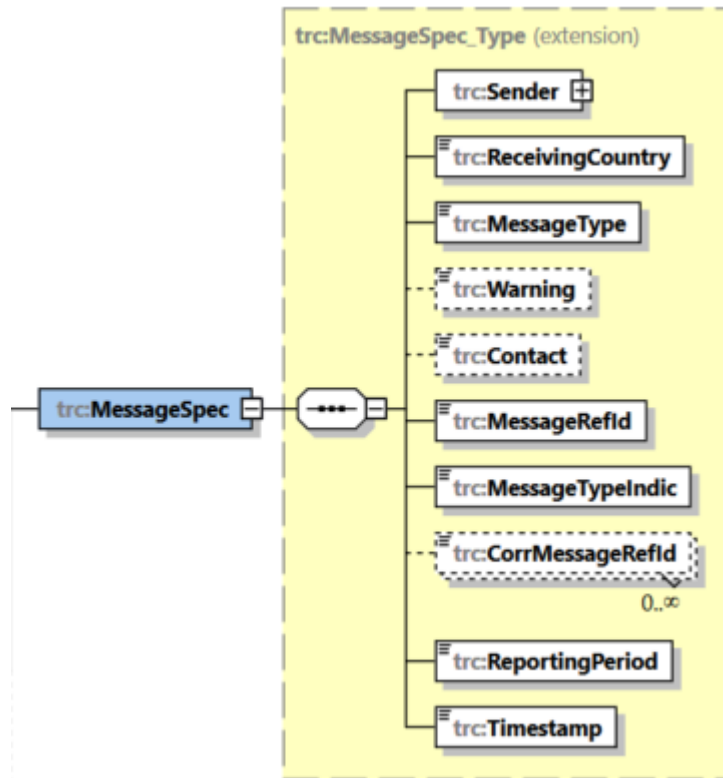 trc:MessageSpec_Type (extension)
trc:Sender
trc:ReceivingCountry
trc:MessageType
trc:Warning
trc:Contact
trc:MessageSpec
trc:MessageRefId
trc:MessageTypeIndic
trc:CorrMessageRefId
0..∞
trc:ReportingPeriod
trc:Timestamp